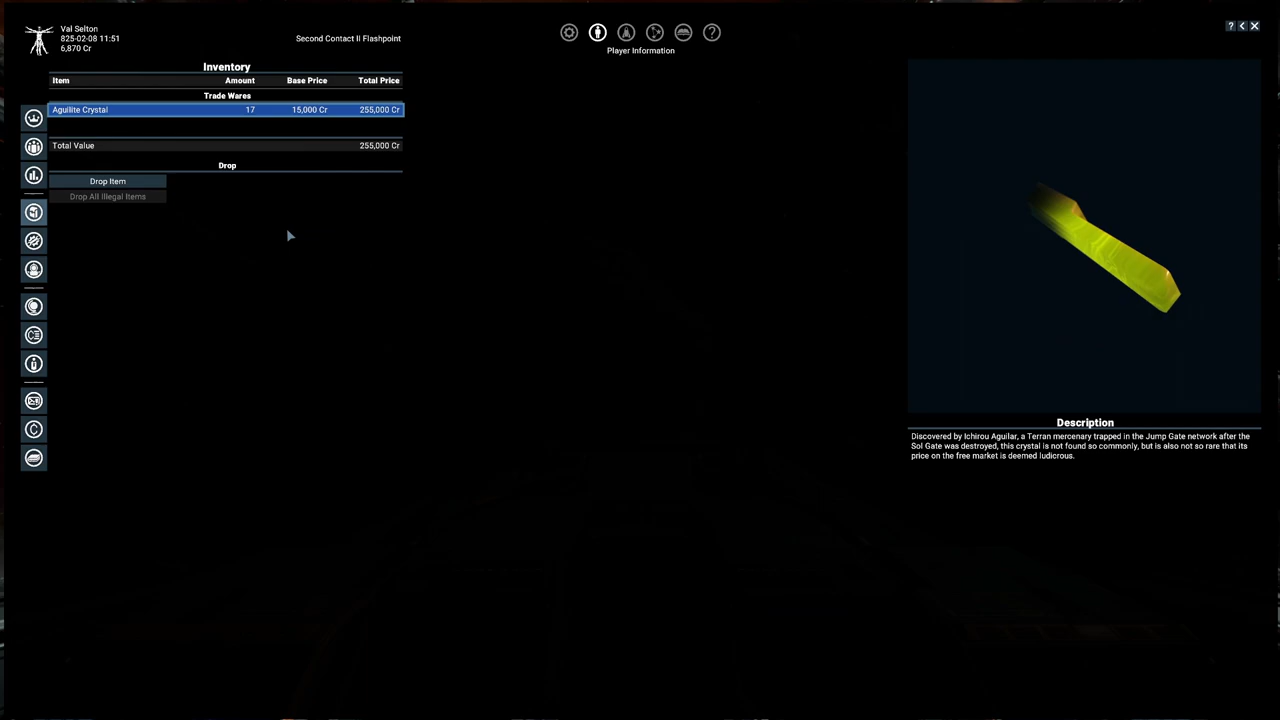 Val Selton
825-02-08 11:51
6,870 Cr
Second Contact II Flashpoint
?
Player Information
?
Inventory
Item Amount Base Price Total Price
Trade Wares
Aguilite Crystal 17 15,000 Cr 255,000 Cr
Total Value 255,000 Cr
Drop
Drop Item
Drop All Illegal Items
Description
Discovered by Ichirou Aguilar, a Terran mercenary trapped in the Jump Gate network after the
Sol Gate was destroyed, this crystal is not found so commonly, but is also not so rare that its
price on the free market is deemed ludicrous.